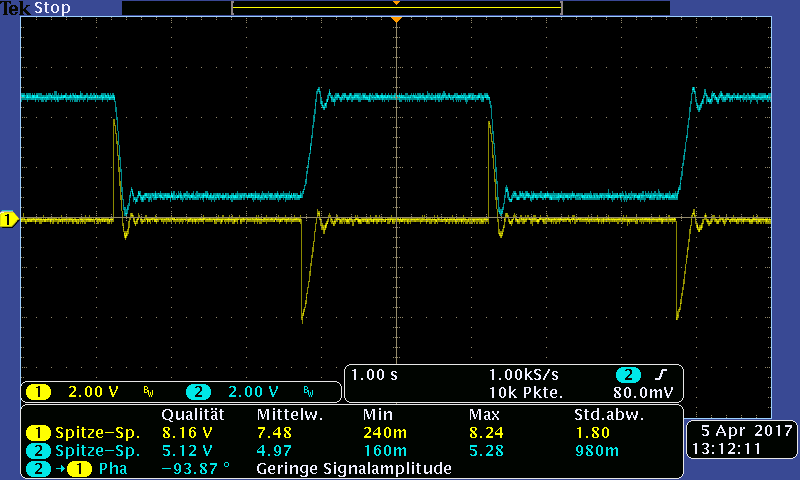 Tek Stop
1
1 2.00 V BW 2 2.00 V BW
1.00 s 1.00kS/s 2
10k Pkte. 80.0mV
Qualität Mittelw. Min Max Std.abw.
1 Spitze-Sp. 8.16 V 7.48 240m 8.24 1.80
2 Spitze-Sp. 5.12 V 4.97 160m 5.28 980m
2 → 1 Pha -93.87 ° Geringe Signalamplitude
5 Apr 2017
13:12:11